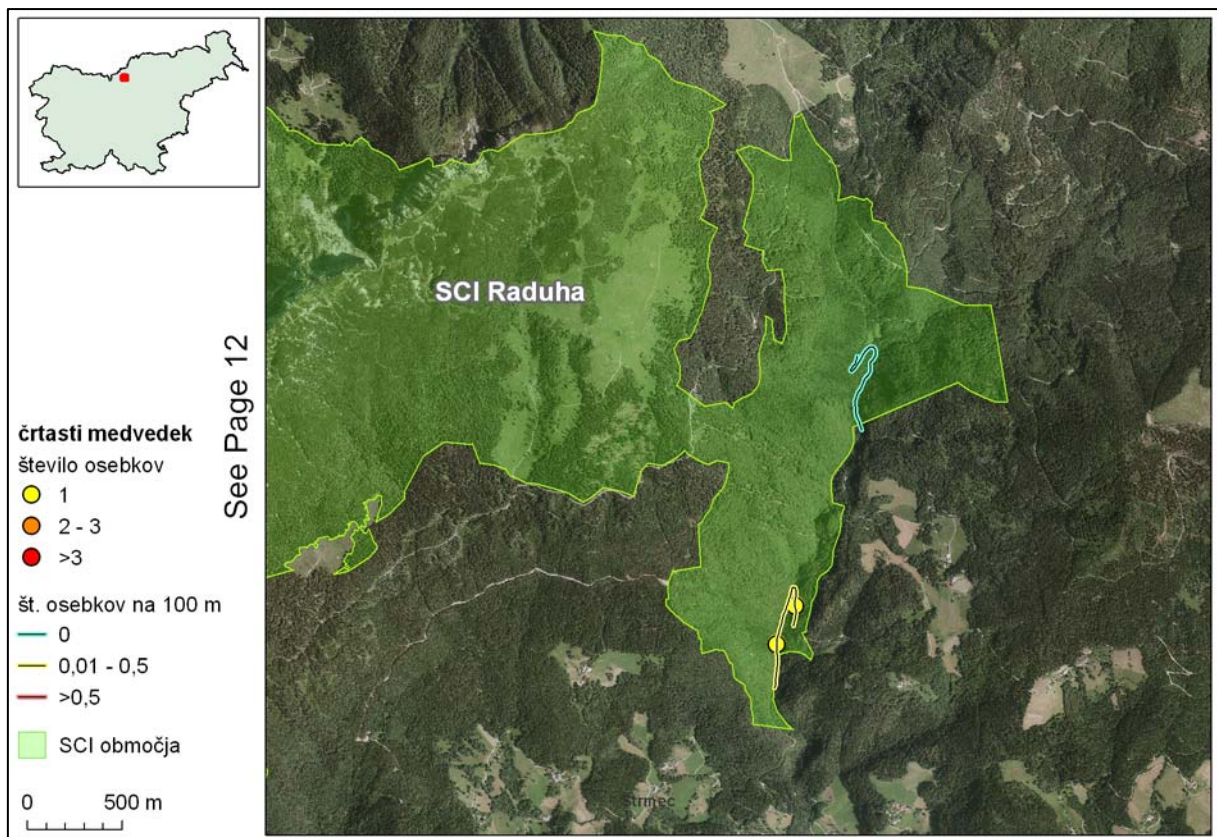 SCI Raduha
See Page 12
črtasti medvedek
število osebkov
1
2 - 3
>3
št. osebkov na 100 m
0
0,01 - 0,5
>0,5
SCI območja
0 500 m
Strmec